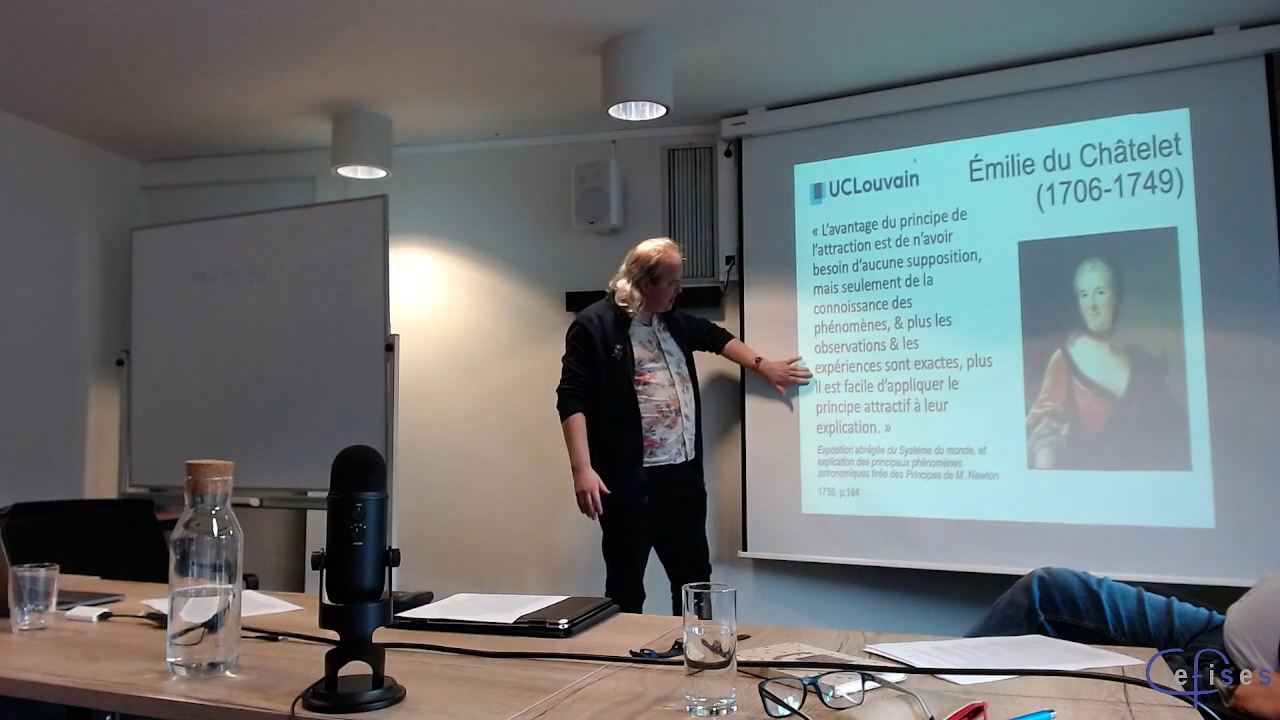 UCLouvain
Émilie du Châtelet
(1706-1749)
« L'avantage du principe de
l'attraction est de n'avoir
besoin d'aucune supposition,
mais seulement de la
connoissance des
phénomènes, & plus les
observations & les
expériences sont exactes, plus
il est facile d'appliquer le
principe attractif à leur
explication. »
Exposition abrégée du Système du monde, et
explication des principaux phénomènes
astronomiques tirée des Principes de M. Newton
1759, p.184
Cefises